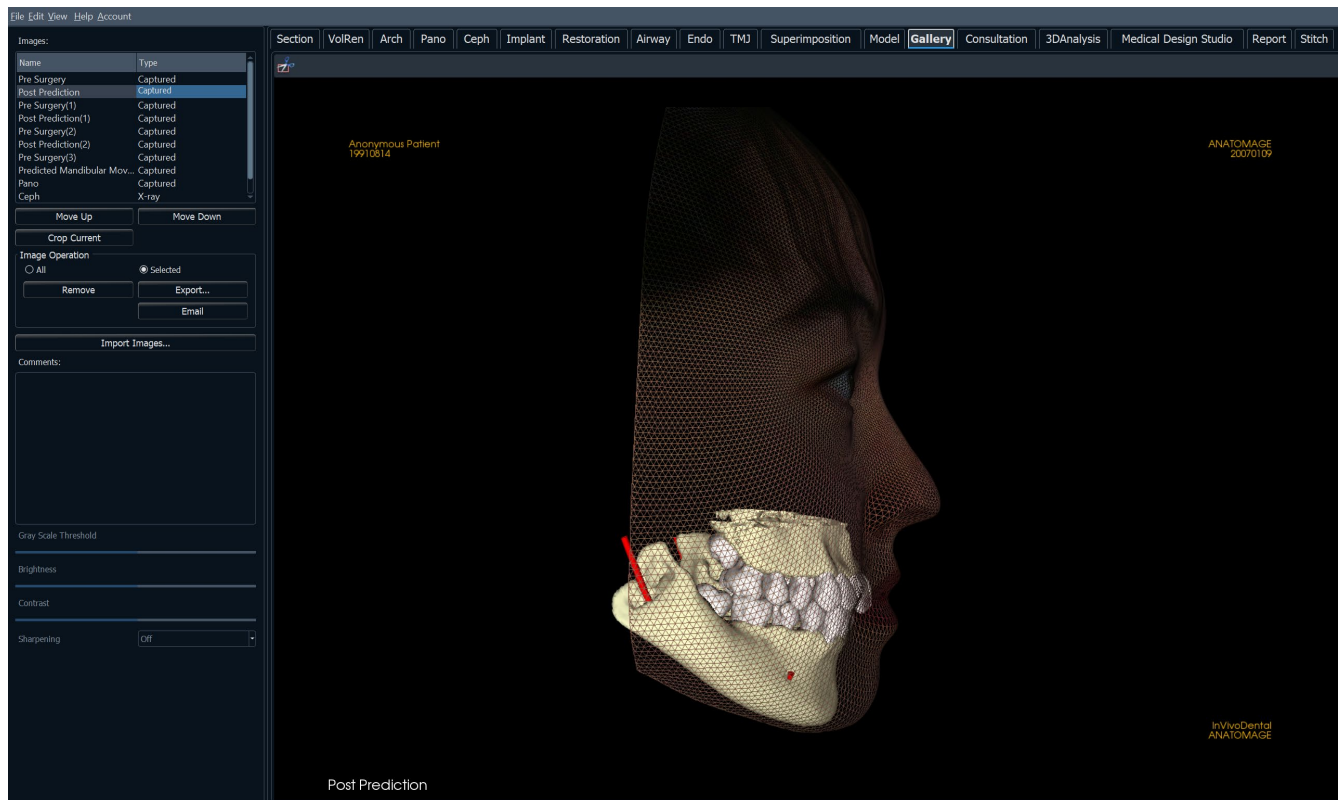 File Edit View Help Account
Images:
Name Type
Pre Surgery Captured
Post Prediction Captured
Pre Surgery(1) Captured
Post Prediction(1) Captured
Pre Surgery(2) Captured
Post Prediction(2) Captured
Pre Surgery(3) Captured
Predicted Mandibular Mov... Captured
Pano Captured
Ceph X-ray
Move Up Move Down
Crop Current
Image Operation
All Selected
Remove Export...
Email
Import Images...
Comments:
Gray Scale Threshold
Brightness
Contrast
Sharpening Off
Section VolRen Arch Pano Ceph Implant Restoration Airway Endo TMJ Superimposition Model Gallery Consultation 3DAnalysis Medical Design Studio Report Stitch
Anonymous Patient
19910814
ANATOMAGE
20070109
InVivoDental
ANATOMAGE
Post Prediction